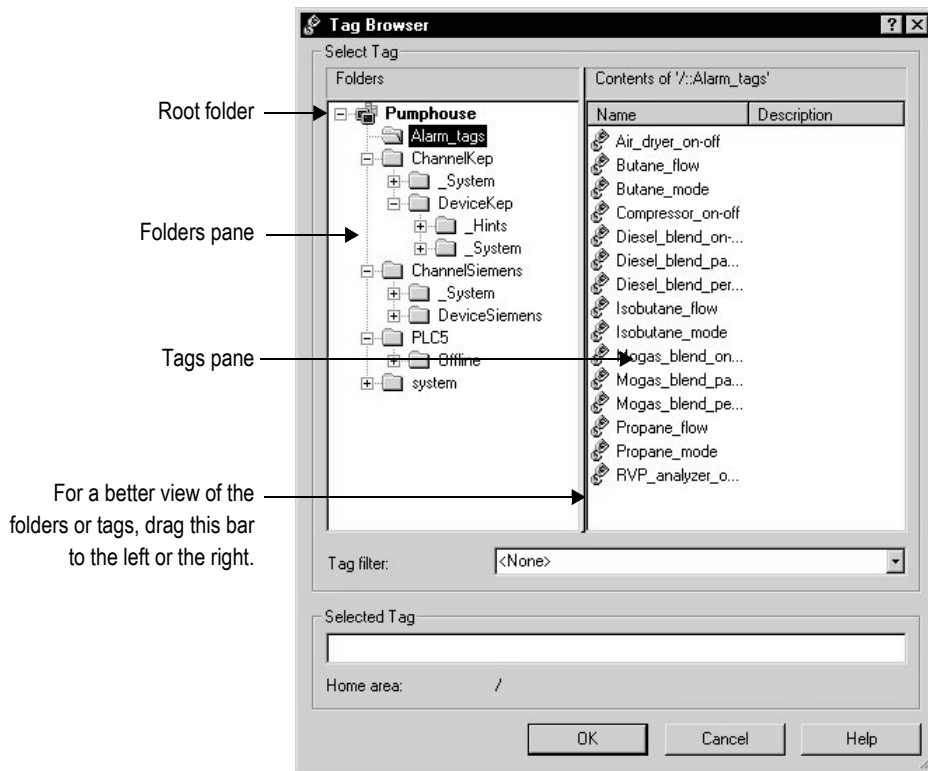 Tag Browser
Select Tag
Folders
Contents of '/::Alarm_tags'
Root folder
Pumphouse
Alarm_tags
ChannelKep
_System
DeviceKep
_Hints
_System
ChannelSiemens
_System
DeviceSiemens
PLC5
Offline
system
Folders pane
Tags pane
Name
Description
Air_dryer_on-off
Butane_flow
Butane_mode
Compressor_on-off
Diesel_blend_on-...
Diesel_blend_pa...
Diesel_blend_per...
Isobutane_flow
Isobutane_mode
Mogas_blend_on...
Mogas_blend_pa...
Mogas_blend_pe...
Propane_flow
Propane_mode
RVP_analyzer_o...
For a better view of the
folders or tags, drag this bar
to the left or the right.
Tag filter:
<None>
Selected Tag
Home area:
/
OK
Cancel
Help